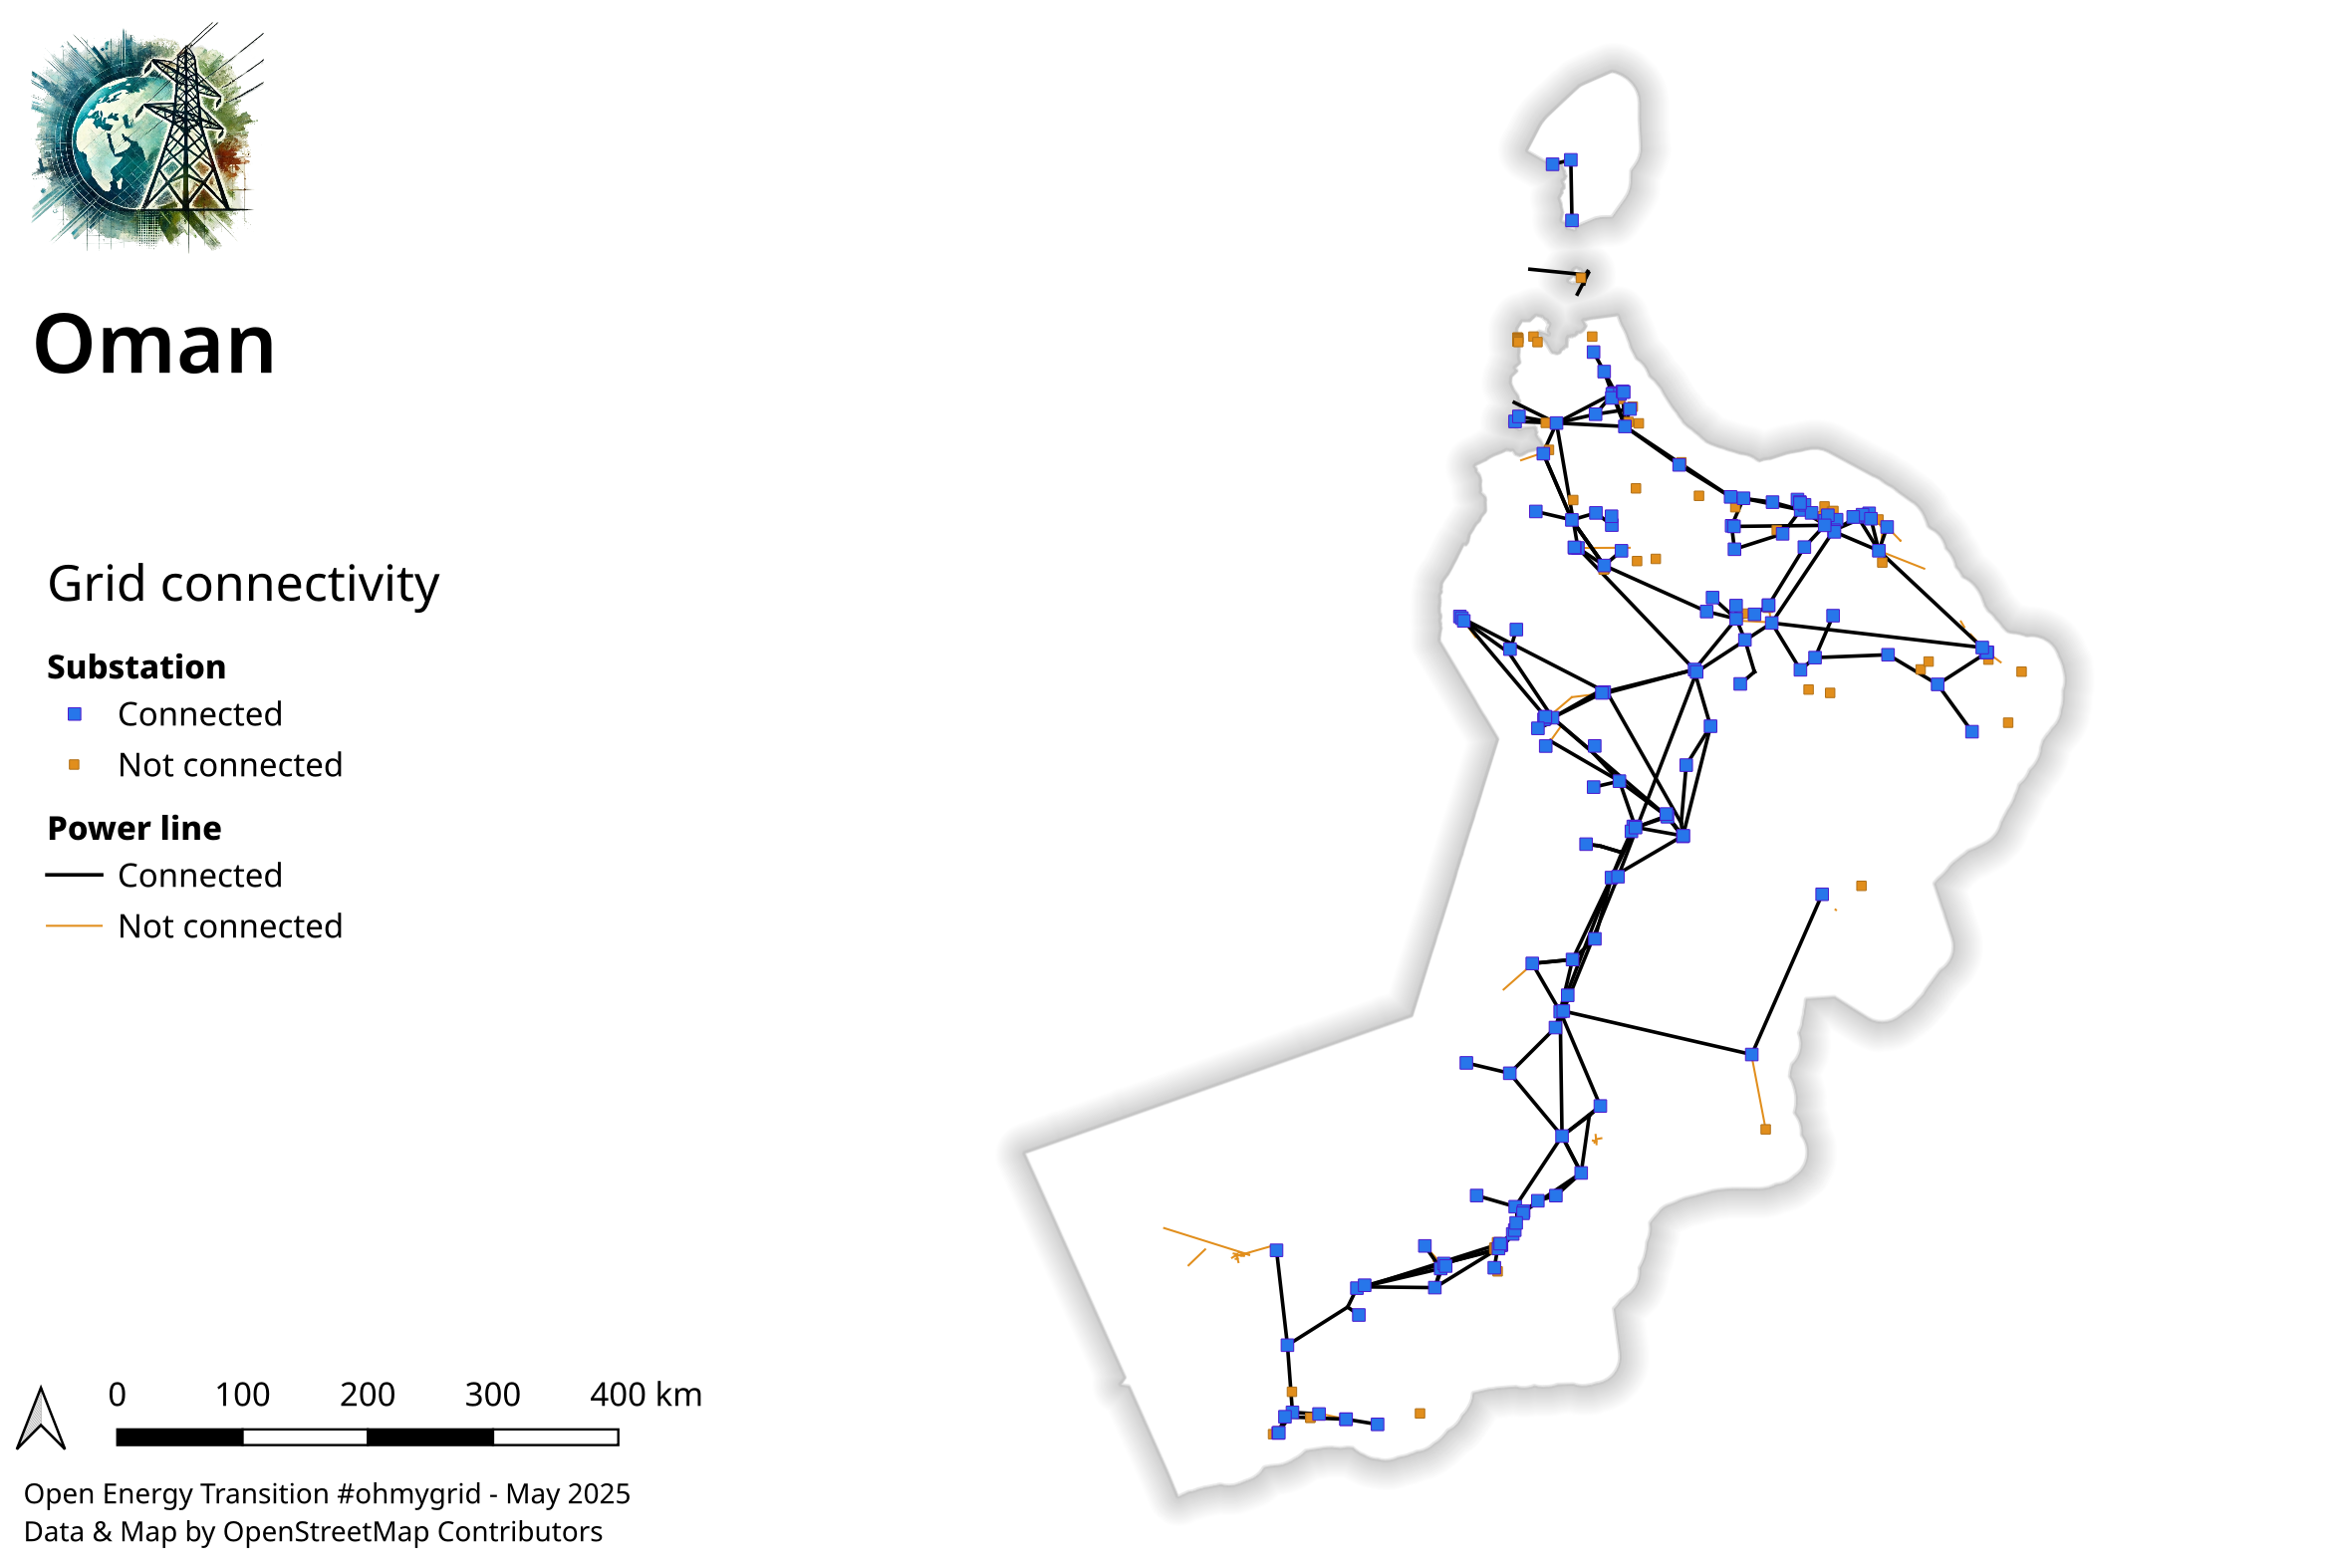 Oman
Grid connectivity
Substation
Connected
Not connected
Power line
Connected
Not connected
0 100 200 300 400 km
Open Energy Transition #ohmygrid - May 2025
Data & Map by OpenStreetMap Contributors